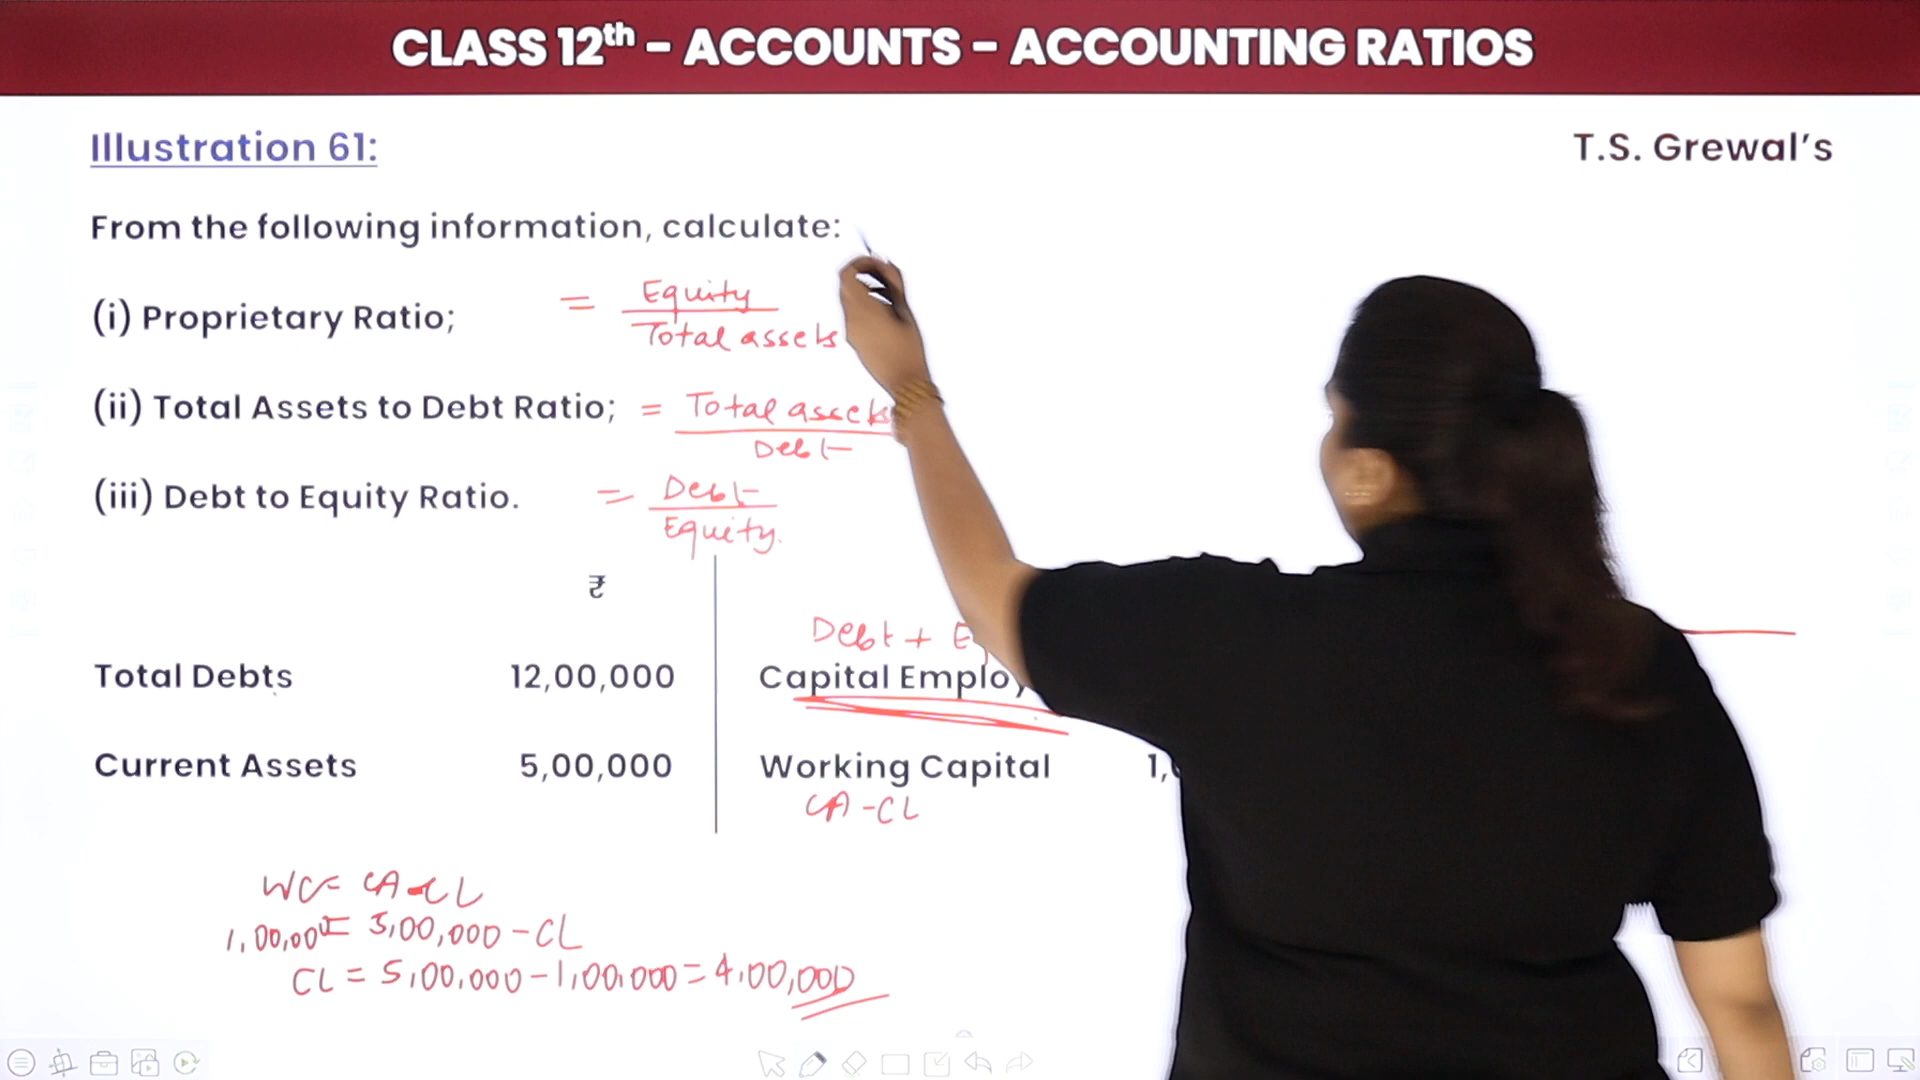 CLASS 12th – ACCOUNTS – ACCOUNTING RATIOS
Illustration 61:
T.S. Grewal's
From the following information, calculate:
(i) Proprietary Ratio; = Equity
Total assets
(ii) Total Assets to Debt Ratio; = Total assets
Debt
(iii) Debt to Equity Ratio. = Debt
Equity.
₹
Debt +
Total Debts 12,00,000 Capital
Current Assets 5,00,000 Working Capital
CA - CL
WC = CA - CL
1,00,000 = 5,00,000 - CL
CL = 5,00,000 - 1,00,000 = 4,00,000